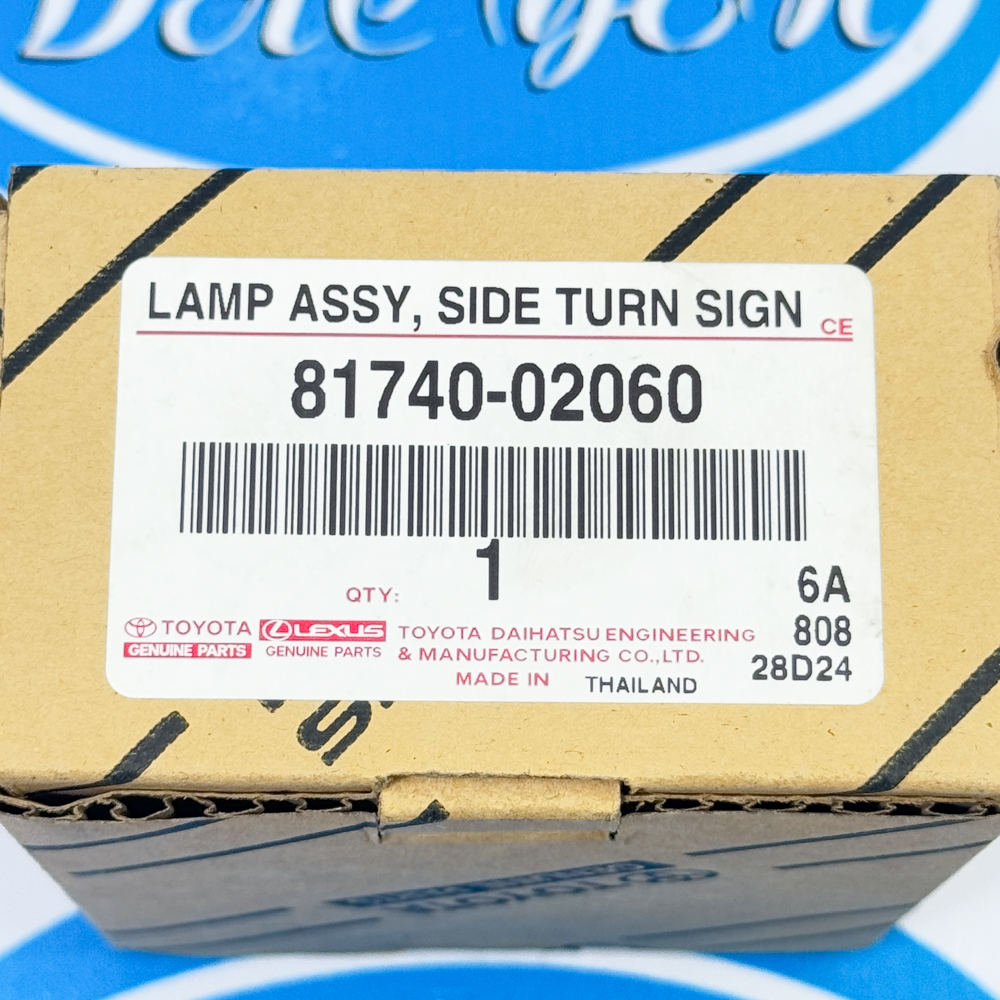 LAMP ASSY, SIDE TURN SIGN CE
81740-02060
1
QTY:
6A
808
28D24
TOYOTA
GENUINE PARTS
LEXUS
GENUINE PARTS
TOYOTA DAIHATSU ENGINEERING
& MANUFACTURING CO.,LTD.
MADE IN THAILAND
TOYOTA